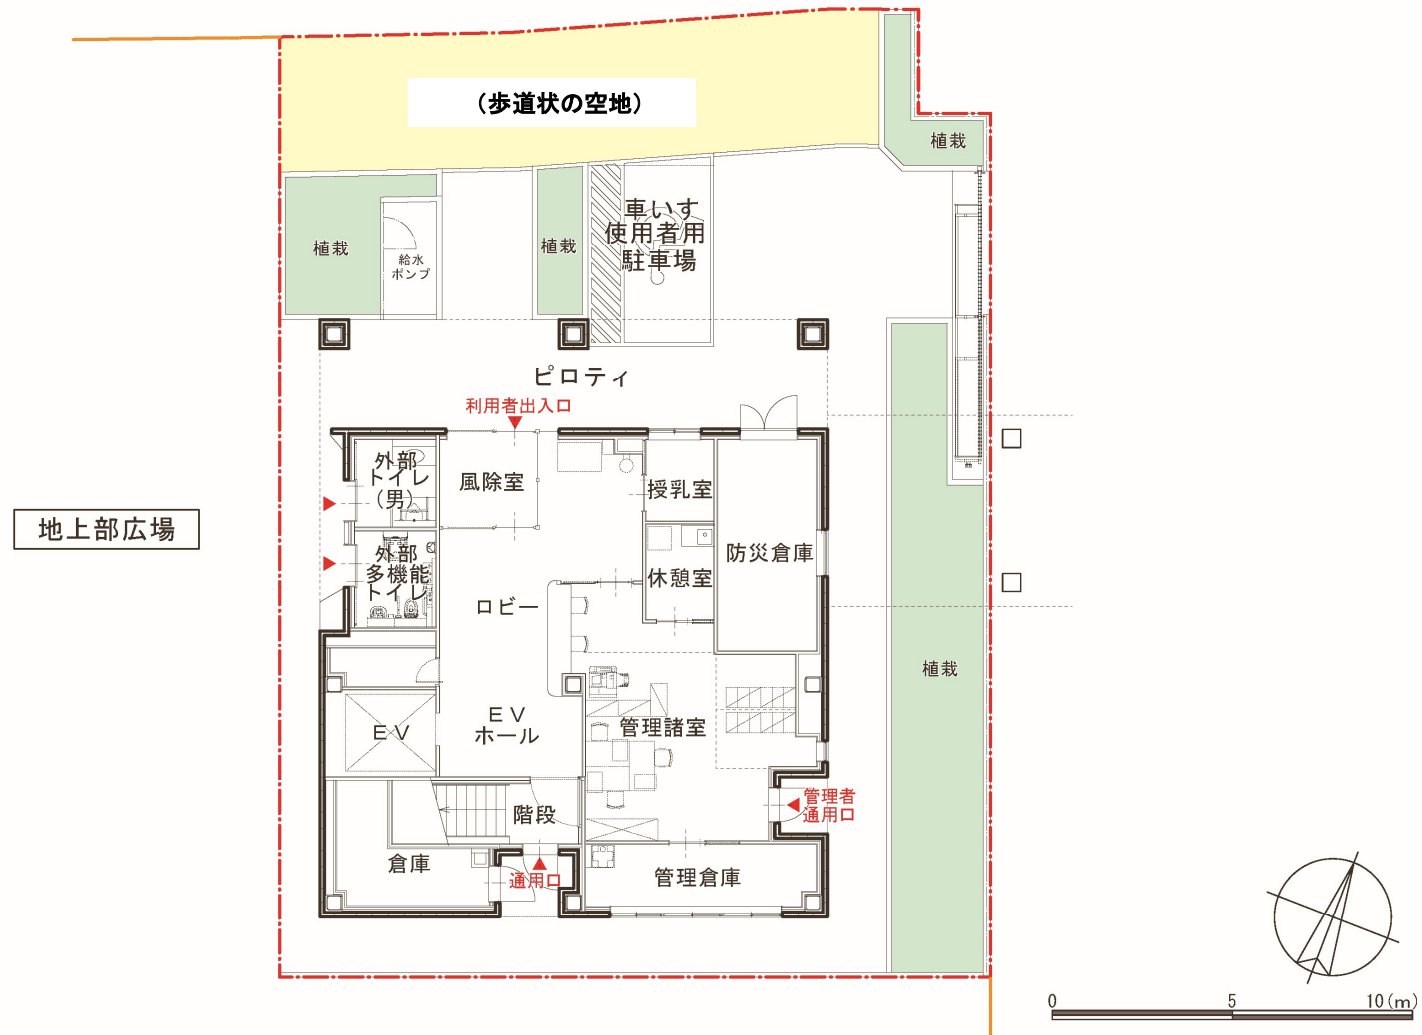 （歩道状の空地）
植栽
植栽
給水
ポンプ
植栽
車いす
使用者用
駐車場
ピロティ
利用者出入口
外部
トイレ
（男）
風除室
授乳室
地上部広場
防災倉庫
外部
多機能
トイレ
休憩室
ロビー
植栽
ＥＶ
ホール
ＥＶ
管理諸室
階段
管理者
通用口
倉庫
通用口
管理倉庫
0 5 10(m)